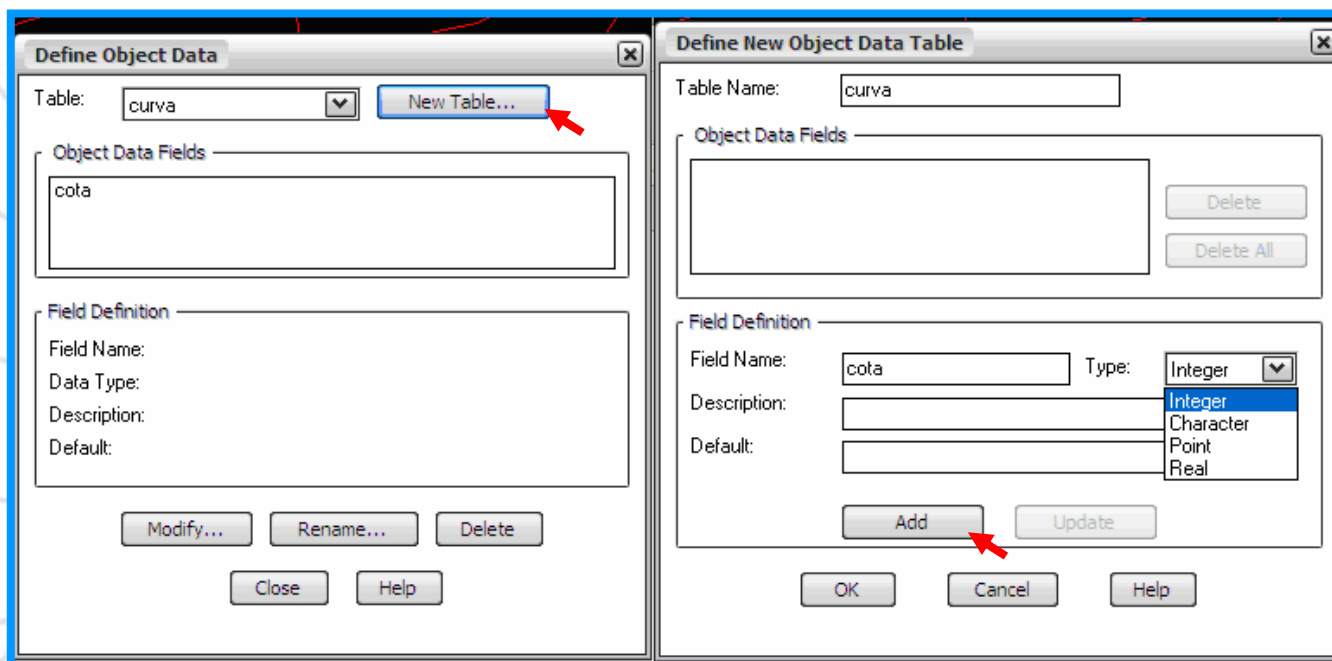 Define Object Data
Table: curva New Table...
Object Data Fields
cota
Field Definition
Field Name:
Data Type:
Description:
Default:
Modify... Rename... Delete
Close Help
Define New Object Data Table
Table Name: curva
Object Data Fields
Delete
Delete All
Field Definition
Field Name: cota Type: Integer
Integer
Description:
Character
Default:
Point
Real
Add Update
OK Cancel Help